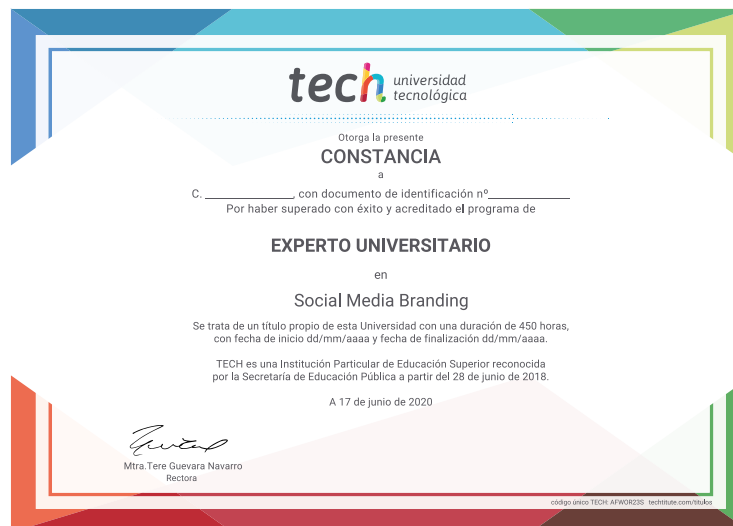 tech universidad
tecnológica
Otorga la presente
CONSTANCIA
a
C. ______________, con documento de identificación nº______________
Por haber superado con éxito y acreditado el programa de
EXPERTO UNIVERSITARIO
en
Social Media Branding
Se trata de un título propio de esta Universidad con una duración de 450 horas,
con fecha de inicio dd/mm/aaaa y fecha de finalización dd/mm/aaaa.
TECH es una Institución Particular de Educación Superior reconocida
por la Secretaría de Educación Pública a partir del 28 de junio de 2018.
A 17 de junio de 2020
Mtra.Tere Guevara Navarro
Rectora
código único TECH: AFWOR23S techtitute.com/titulos